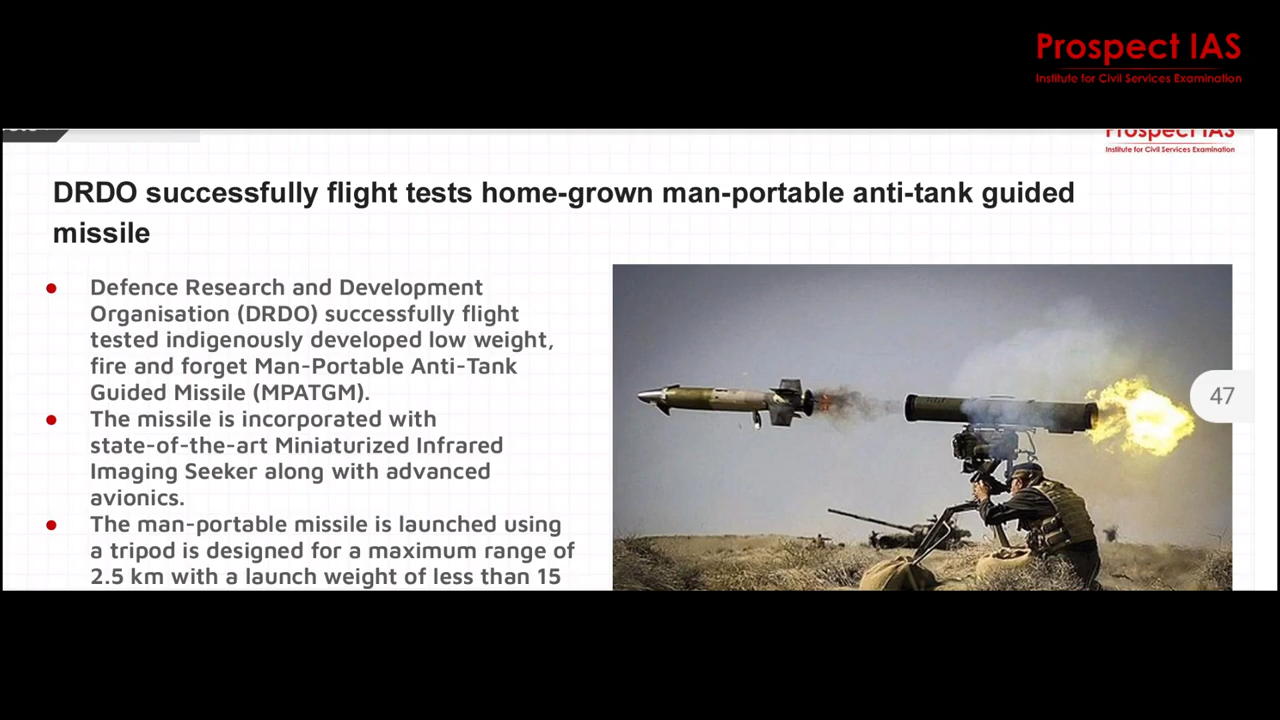 Prospect IAS
Institute for Civil Services Examination
Prospect IAS
Institute for Civil Services Examination
DRDO successfully flight tests home-grown man-portable anti-tank guided
missile
● Defence Research and Development
Organisation (DRDO) successfully flight
tested indigenously developed low weight,
fire and forget Man-Portable Anti-Tank
Guided Missile (MPATGM).
● The missile is incorporated with
state-of-the-art Miniaturized Infrared
Imaging Seeker along with advanced
avionics.
● The man-portable missile is launched using
a tripod is designed for a maximum range of
2.5 km with a launch weight of less than 15
47